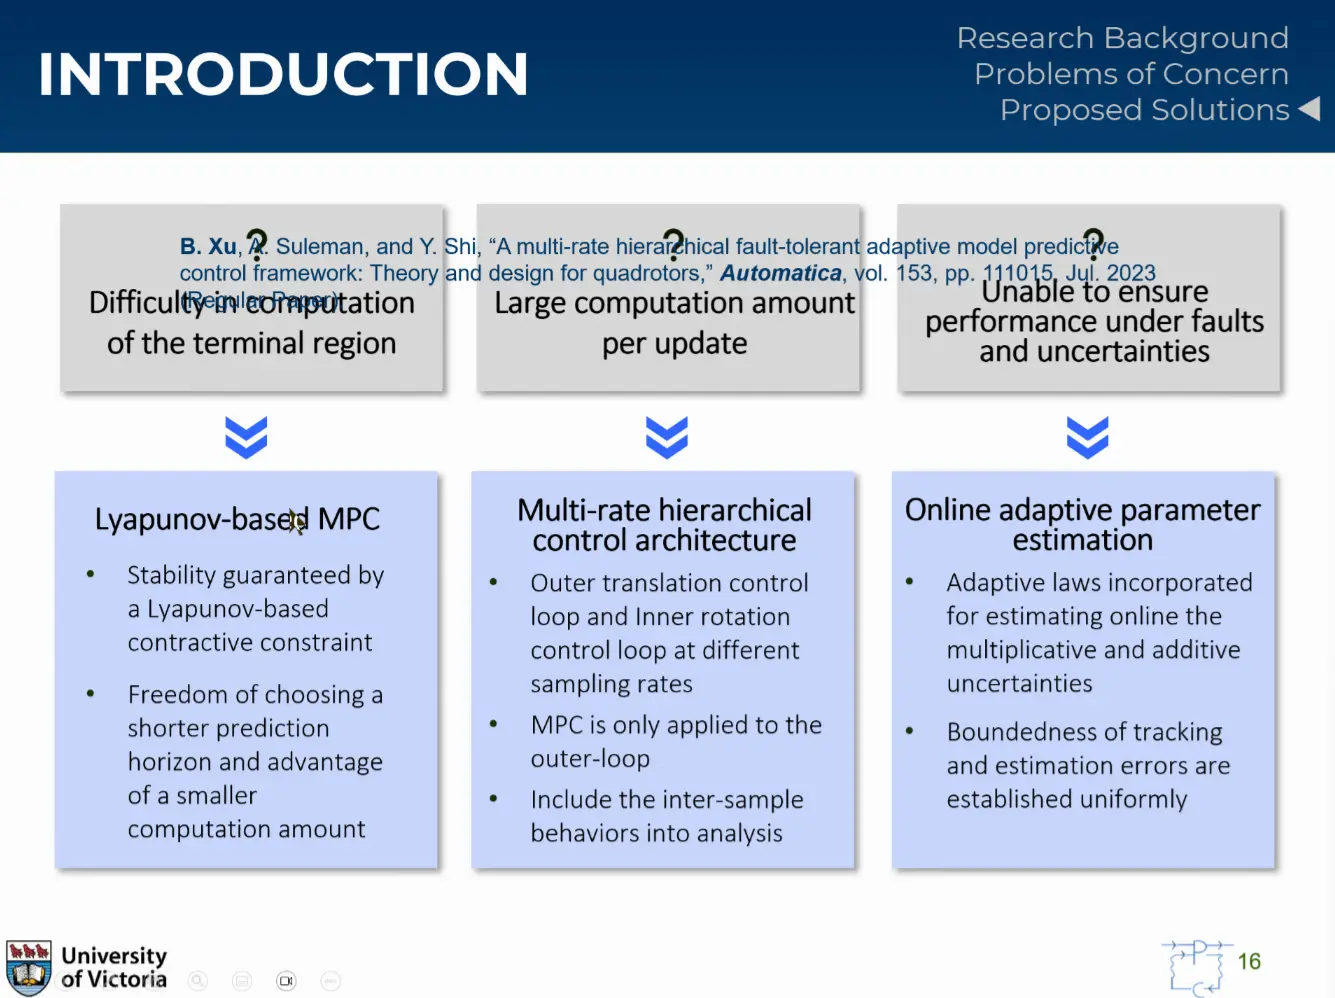 INTRODUCTION
Research Background
Problems of Concern
Proposed Solutions
?
?
?
B. Xu, A. Suleman, and Y. Shi, “A multi-rate hierarchical fault-tolerant adaptive model predictive
control framework: Theory and design for quadrotors,” Automatica, vol. 153, pp. 111015, Jul. 2023
(Regular Paper)
Difficulty in computation
of the terminal region
Large computation amount
per update
Unable to ensure
performance under faults
and uncertainties
Lyapunov-based MPC
• Stability guaranteed by
a Lyapunov-based
contractive constraint
• Freedom of choosing a
shorter prediction
horizon and advantage
of a smaller
computation amount
Multi-rate hierarchical
control architecture
• Outer translation control
loop and Inner rotation
control loop at different
sampling rates
• MPC is only applied to the
outer-loop
• Include the inter-sample
behaviors into analysis
Online adaptive parameter
estimation
• Adaptive laws incorporated
for estimating online the
multiplicative and additive
uncertainties
• Boundedness of tracking
and estimation errors are
established uniformly
University
of Victoria
P
C
16